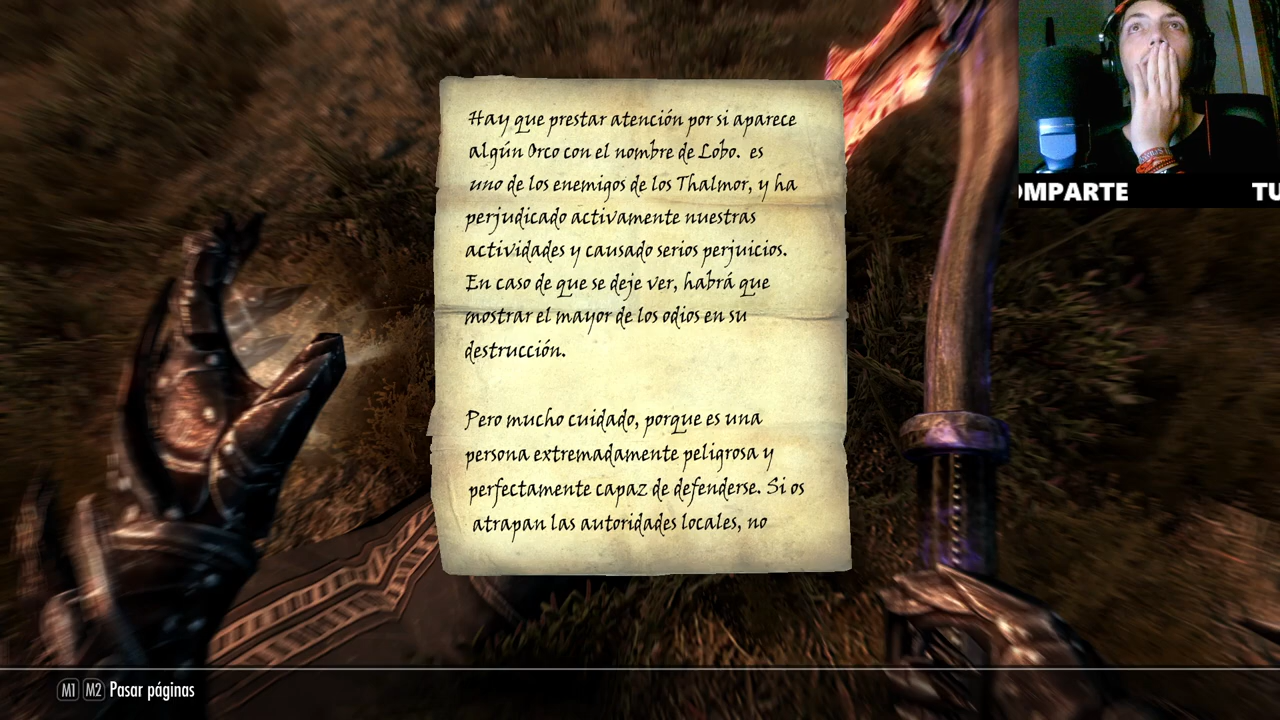 Hay que prestar atención por si aparece
algún Orco con el nombre de Lobo. es
uno de los enemigos de los Thalmor, y ha
perjudicado activamente nuestras
actividades y causado serios perjuicios.
En caso de que se deje ver, habrá que
mostrar el mayor de los odios en su
destrucción.
Pero mucho cuidado, porque es una
persona extremadamente peligrosa y
perfectamente capaz de defenderse. Si os
atrapan las autoridades locales, no
OMPARTE TU
M1 M2 Pasar páginas